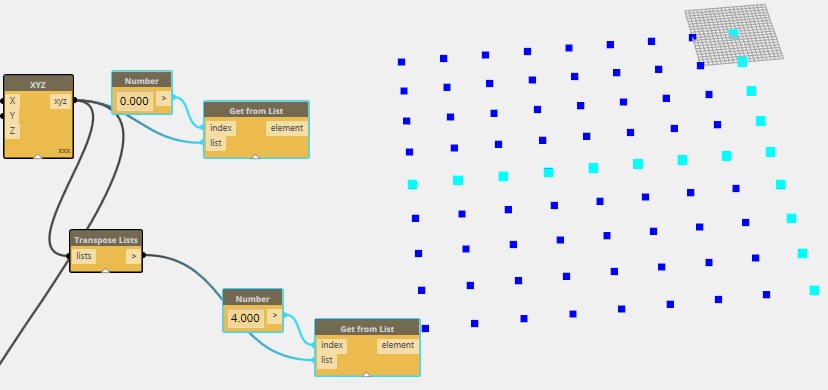 XYZ
X
xyz
Y
Z
xxx
Number
0.000 >
Get from List
index element
list
Transpose Lists
lists >
Number
4.000 >
Get from List
index element
list